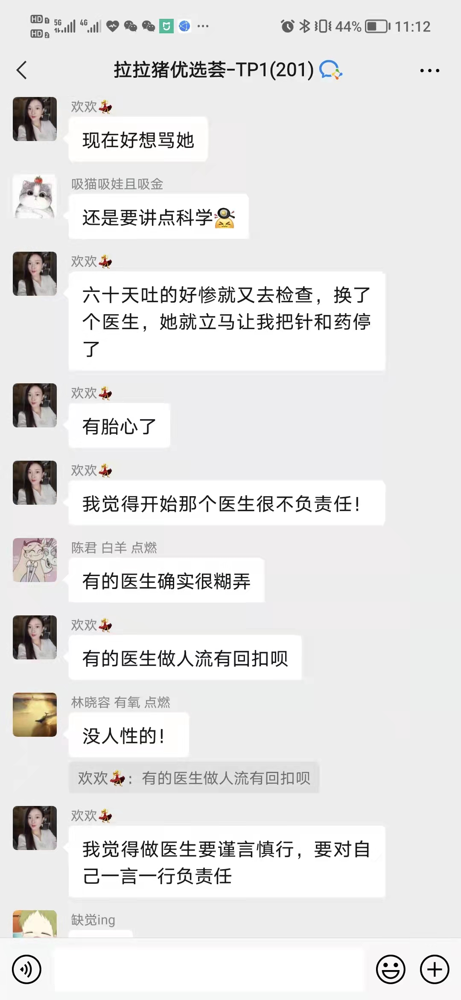 HD 1
HD 2
5G
4G
44%
11:12
拉拉猪优选荟-TP1(201)
欢欢💃
现在好想骂她
吸猫吸娃且吸金
还是要讲点科学
欢欢💃
六十天吐的好惨就又去检查，换了
个医生，她就立马让我把针和药停
了
欢欢💃
有胎心了
欢欢💃
我觉得开始那个医生很不负责任！
陈君 白羊 点燃
有的医生确实很糊弄
欢欢💃
有的医生做人流有回扣呗
林晓容 有氧 点燃
没人性的！
欢欢💃：有的医生做人流有回扣呗
欢欢💃
我觉得做医生要谨言慎行，要对自
己一言一行负责任
缺觉ing